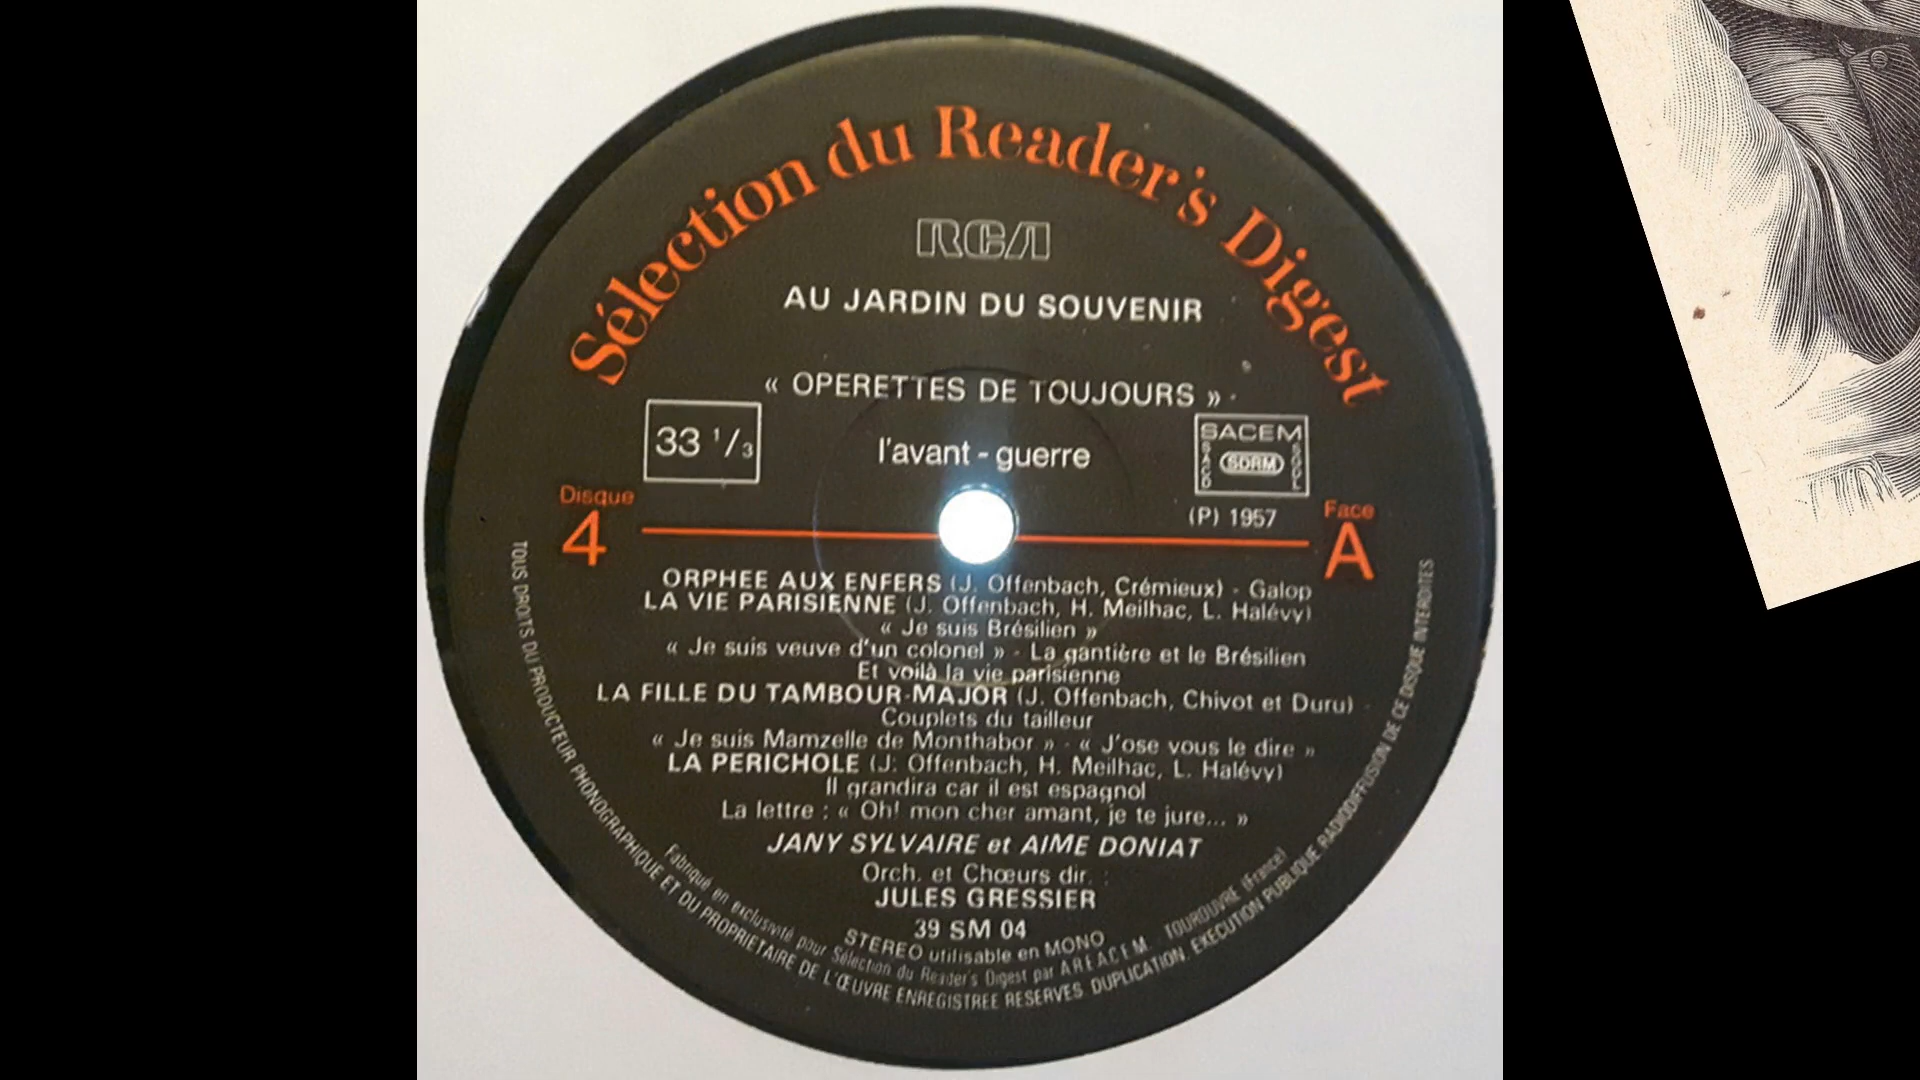 Sélection du Reader's Digest
RCA
AU JARDIN DU SOUVENIR
« OPERETTES DE TOUJOURS » -
33 1/3
l'avant - guerre
SACEM
SACD
SDRM
SGDL
(P) 1957
Disque
4
Face
A
ORPHEE AUX ENFERS (J. Offenbach, Crémieux) - Galop
LA VIE PARISIENNE (J. Offenbach, H. Meilhac, L. Halévy)
« Je suis Brésilien »
« Je suis veuve d'un colonel » - La gantière et le Brésilien
Et voilà la vie parisienne
LA FILLE DU TAMBOUR-MAJOR (J. Offenbach, Chivot et Duru) -
Couplets du tailleur
« Je suis Mamzelle de Monthabor » - « J'ose vous le dire »
LA PERICHOLE (J. Offenbach, H. Meilhac, L. Halévy)
Il grandira car il est espagnol
La lettre : « Oh! mon cher amant, je te jure... »
JANY SYLVAIRE et AIME DONIAT
Orch. et Chœurs dir. :
JULES GRESSIER
39 SM 04
STEREO utilisable en MONO
Fabriqué en exclusivité pour Sélection du Reader's Digest par A.R.E.A.C.E.M. TOUROUVRE (France)
TOUS DROITS DU PRODUCTEUR PHONOGRAPHIQUE ET DU PROPRIETAIRE DE L'ŒUVRE ENREGISTREE RESERVES. DUPLICATION. EXECUTION PUBLIQUE RADIODIFFUSION DE CE DISQUE INTERDITES